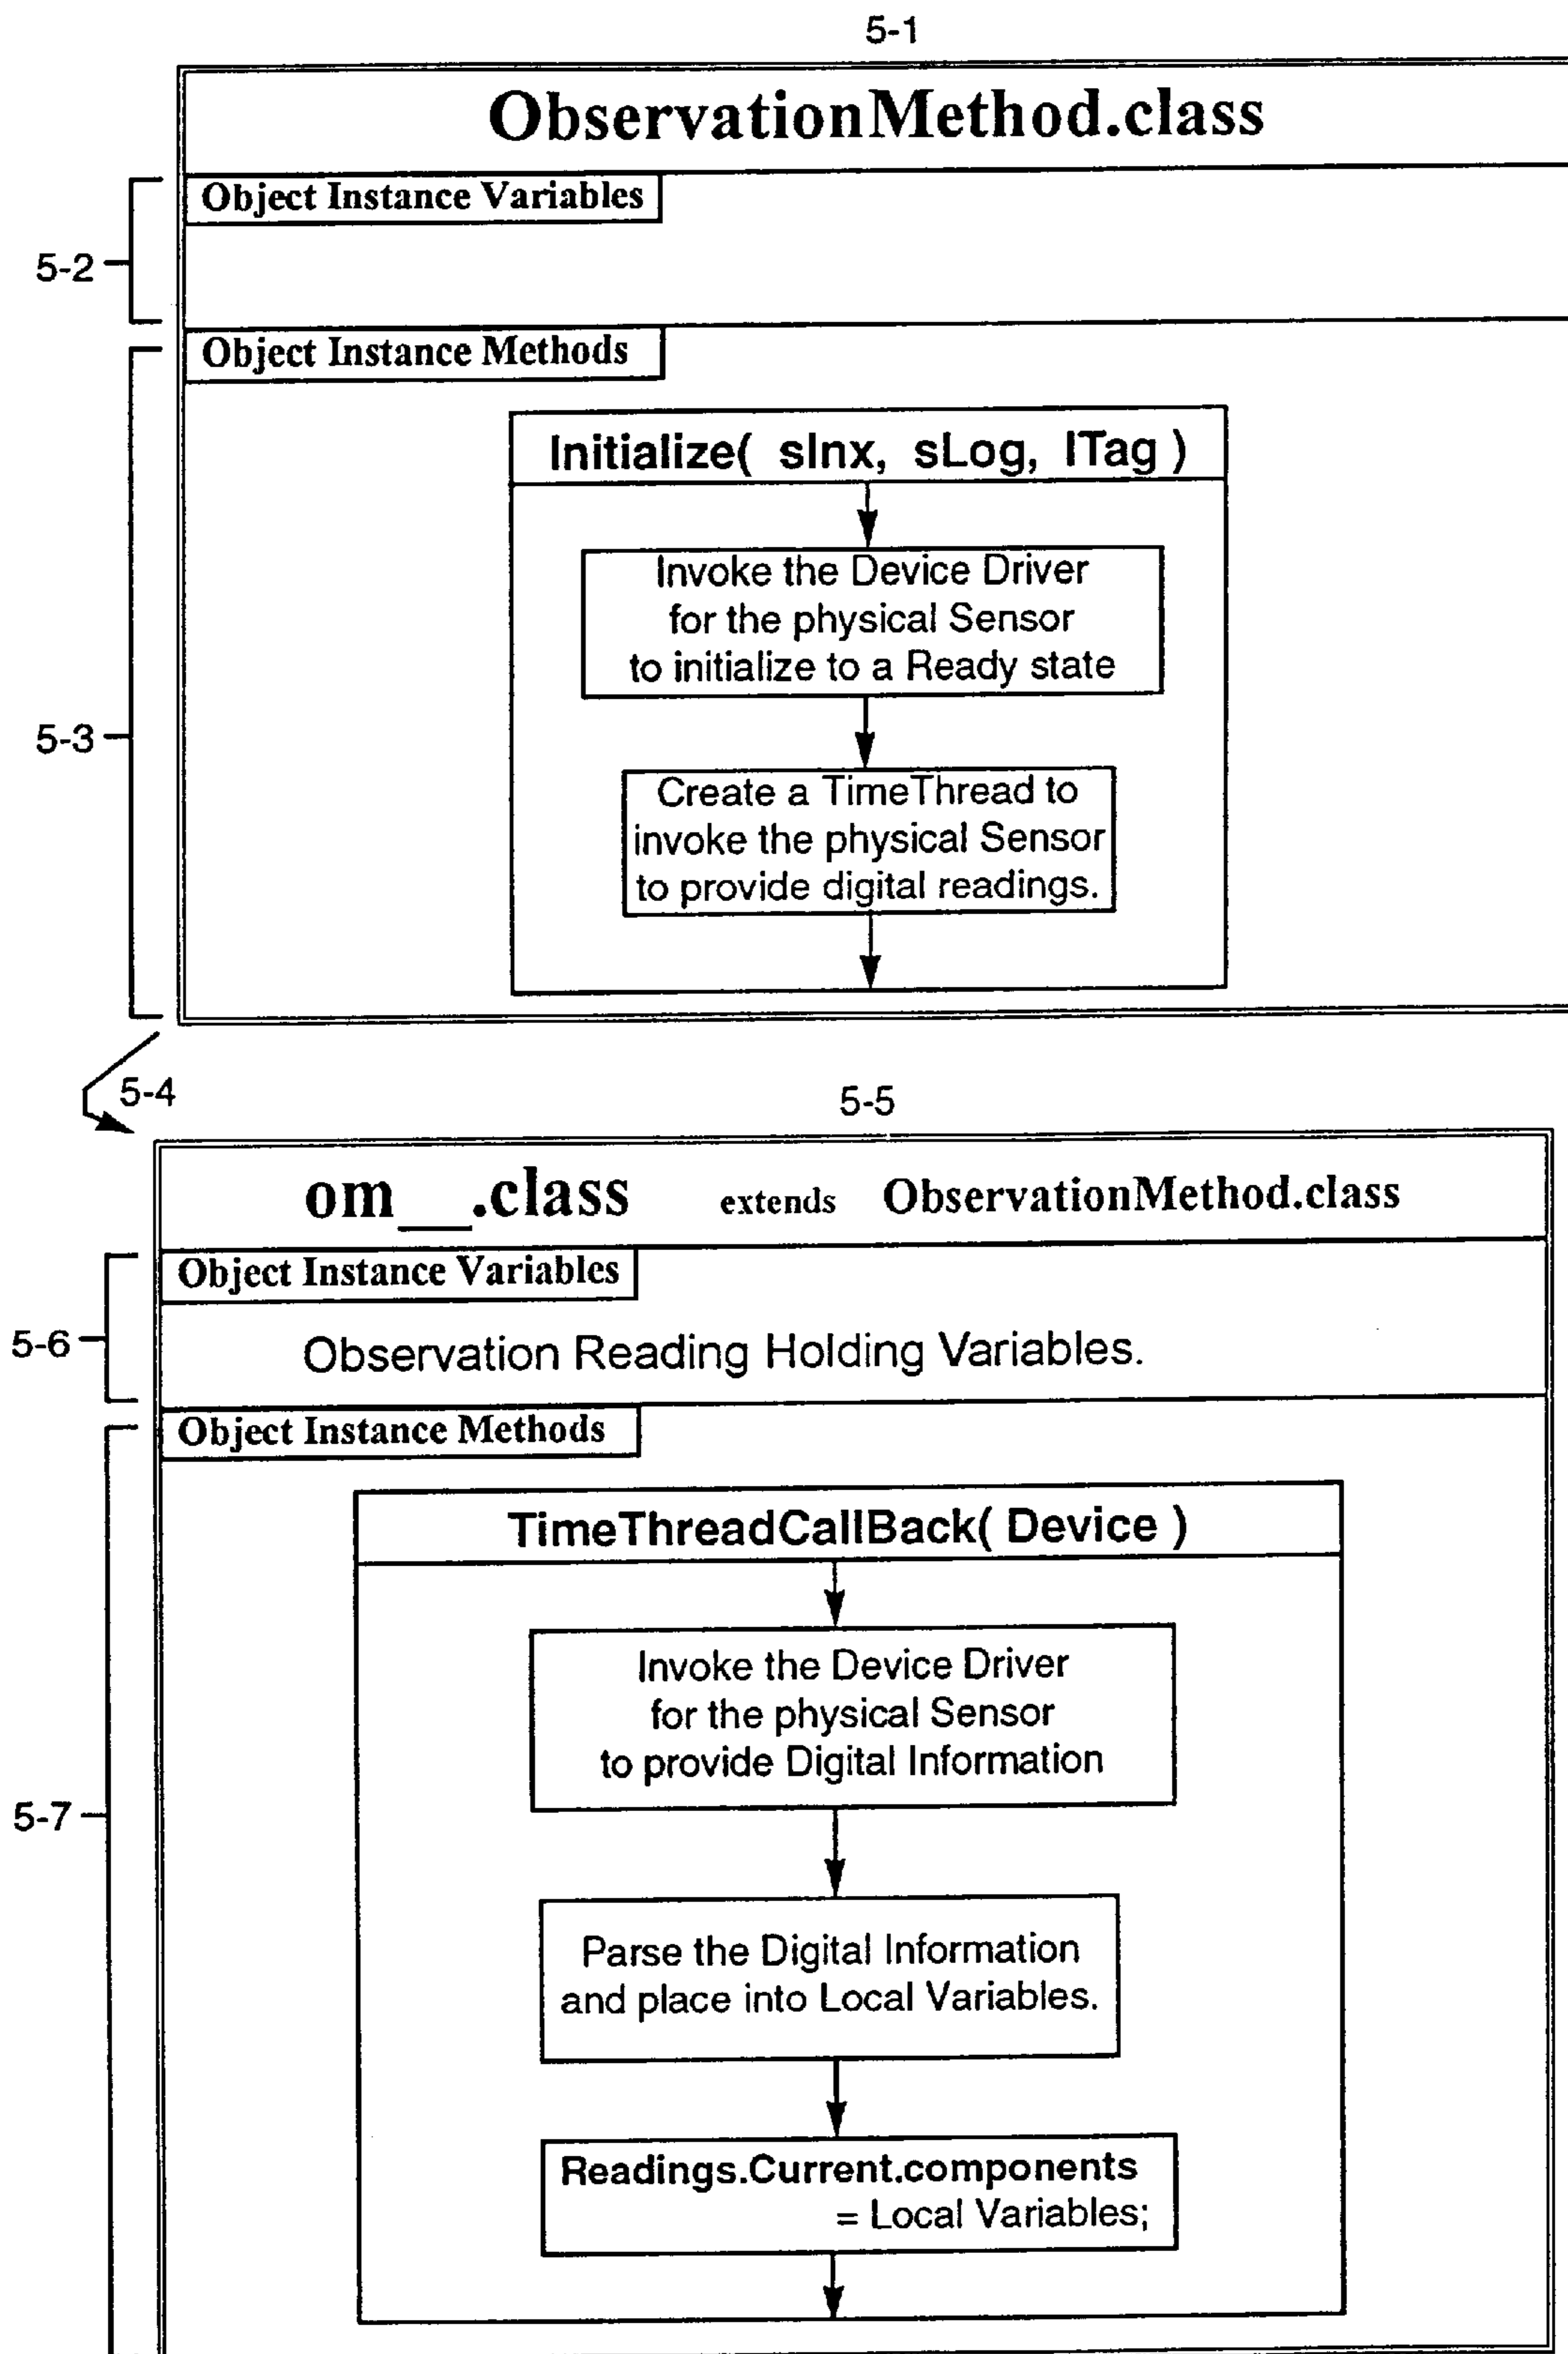 5-1
ObservationMethod.class
Object Instance Variables
5-2
Object Instance Methods
Initialize( sInx, sLog, lTag )
Invoke the Device Driver
for the physical Sensor
to initialize to a Ready state
5-3
Create a TimeThread to
invoke the physical Sensor
to provide digital readings.
5-4
5-5
om__.class extends ObservationMethod.class
Object Instance Variables
5-6
Observation Reading Holding Variables.
Object Instance Methods
TimeThreadCallBack( Device )
Invoke the Device Driver
for the physical Sensor
to provide Digital Information
5-7
Parse the Digital Information
and place into Local Variables.
Readings.Current.components
= Local Variables;